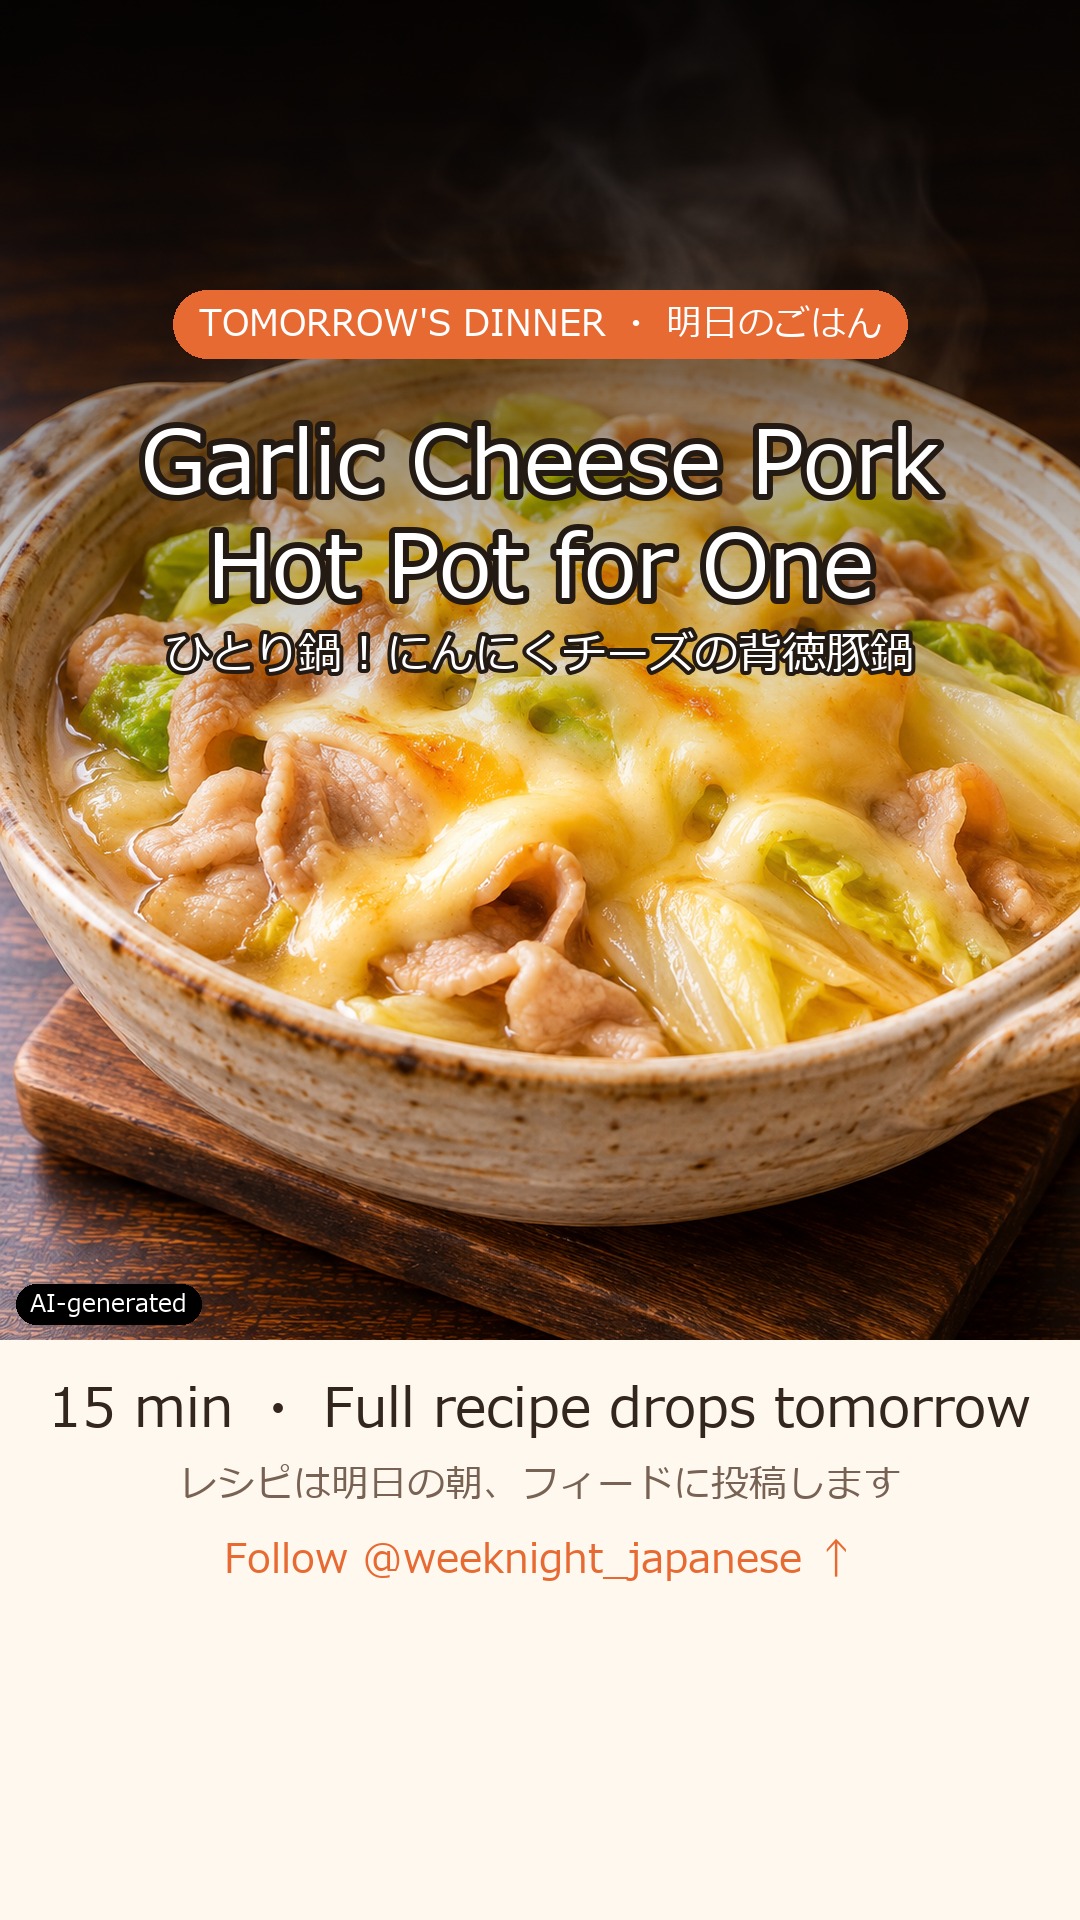 TOMORROW'S DINNER ・ 明日のごはん
Garlic Cheese Pork
Hot Pot for One
ひとり鍋！にんにくチーズの背徳豚鍋
AI-generated
15 min ・ Full recipe drops tomorrow
レシピは明日の朝、フィードに投稿します
Follow @weeknight_japanese ↑